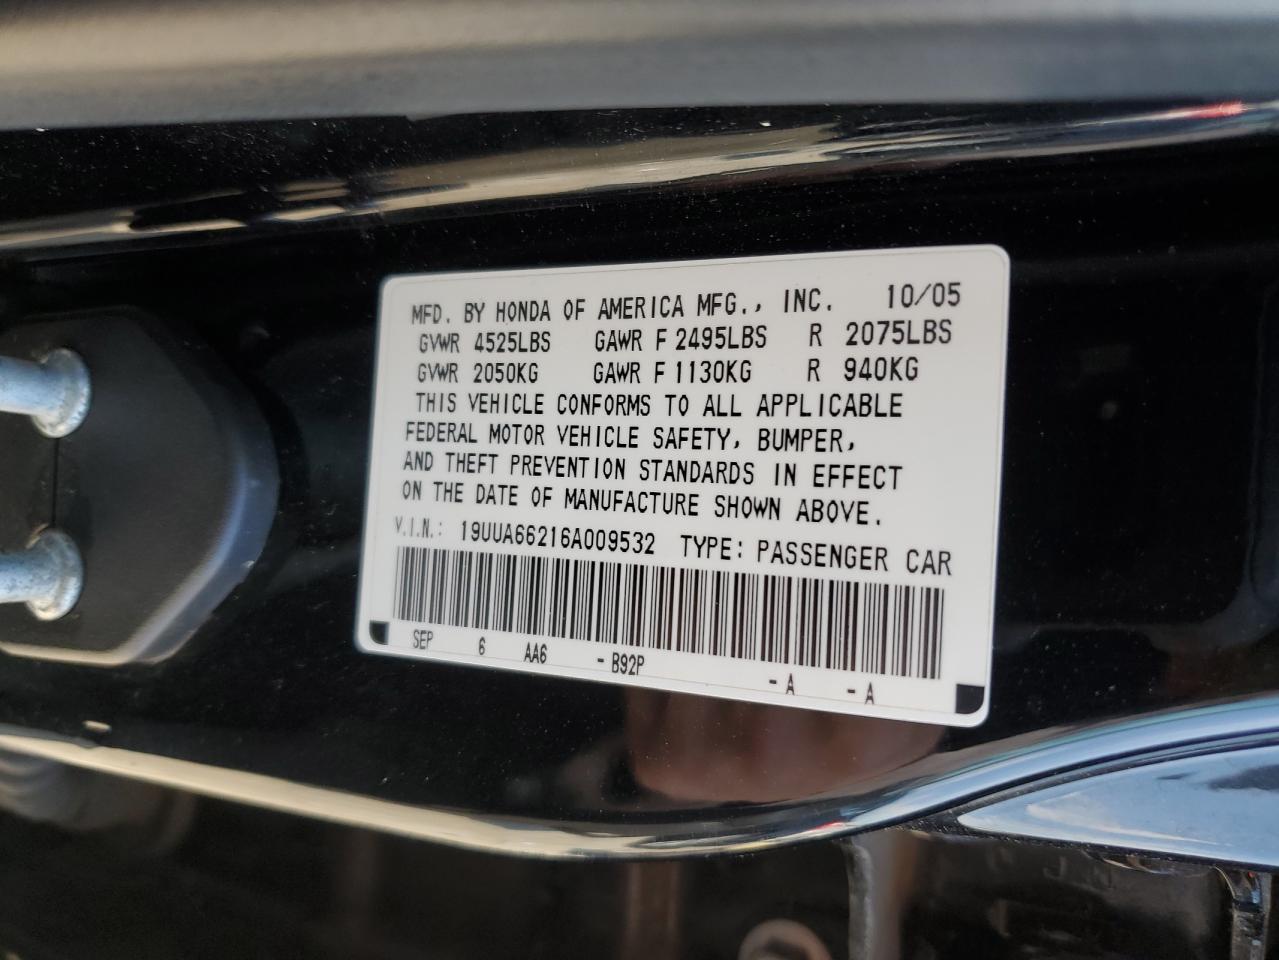 MFD. BY HONDA OF AMERICA MFG., INC. 10/05
GVWR 4525LBS GAWR F 2495LBS R 2075LBS
GVWR 2050KG GAWR F 1130KG R 940KG
THIS VEHICLE CONFORMS TO ALL APPLICABLE
FEDERAL MOTOR VEHICLE SAFETY, BUMPER,
AND THEFT PREVENTION STANDARDS IN EFFECT
ON THE DATE OF MANUFACTURE SHOWN ABOVE.
V.I.N.: 19UUA66216A009532 TYPE: PASSENGER CAR
SEP 6 AA6 -B92P -A -A